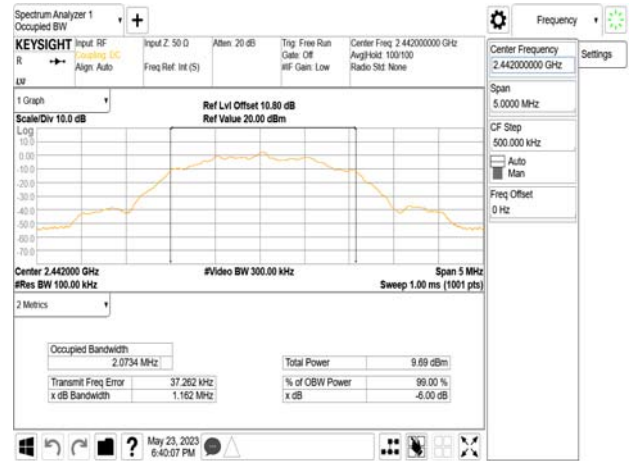 Spectrum Analyzer 1
Occupied BW
+
Frequency
KEYSIGHT
Input: RF
Coupling: DC
Align: Auto
Input Z: 50 Ω
Freq Ref: Int (S)
Atten: 20 dB
Trig: Free Run
Gate: Off
#IF Gain: Low
Center Freq: 2.442000000 GHz
Avg|Hold: 100/100
Radio Std: None
R
LVI
Center Frequency
2.442000000 GHz
Settings
Span
5.0000 MHz
CF Step
500.000 kHz
Auto
Man
Freq Offset
0 Hz
1 Graph
Scale/Div 10.0 dB
Ref Lvl Offset 10.80 dB
Ref Value 20.00 dBm
Log
10.0
0.00
-10.0
-20.0
-30.0
-40.0
-50.0
-60.0
-70.0
Center 2.442000 GHz
#Res BW 100.00 kHz
#Video BW 300.00 kHz
Span 5 MHz
Sweep 1.00 ms (1001 pts)
2 Metrics
Occupied Bandwidth
2.0734 MHz
Total Power 9.69 dBm
Transmit Freq Error 37.262 kHz
% of OBW Power 99.00 %
x dB Bandwidth 1.162 MHz
x dB -6.00 dB
?
May 23, 2023
6:40:07 PM